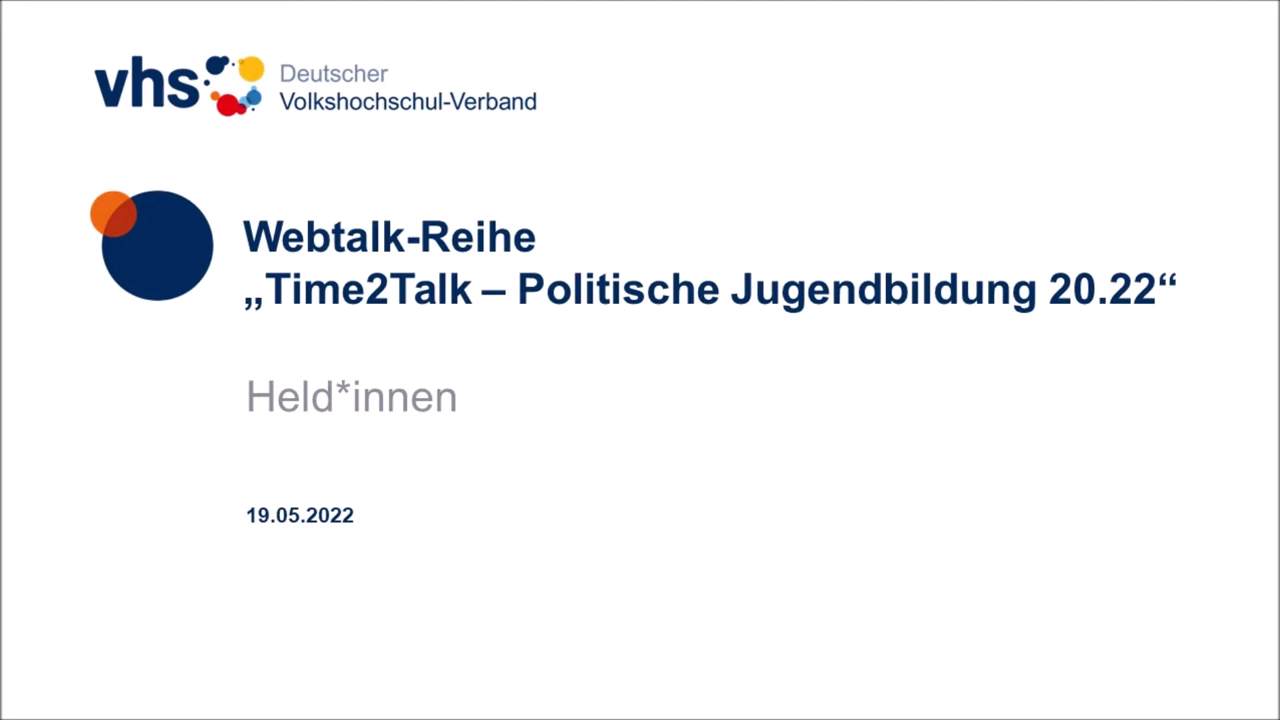 vhs
Deutscher
Volkshochschul-Verband
Webtalk-Reihe
„Time2Talk – Politische Jugendbildung 20.22“
Held*innen
19.05.2022